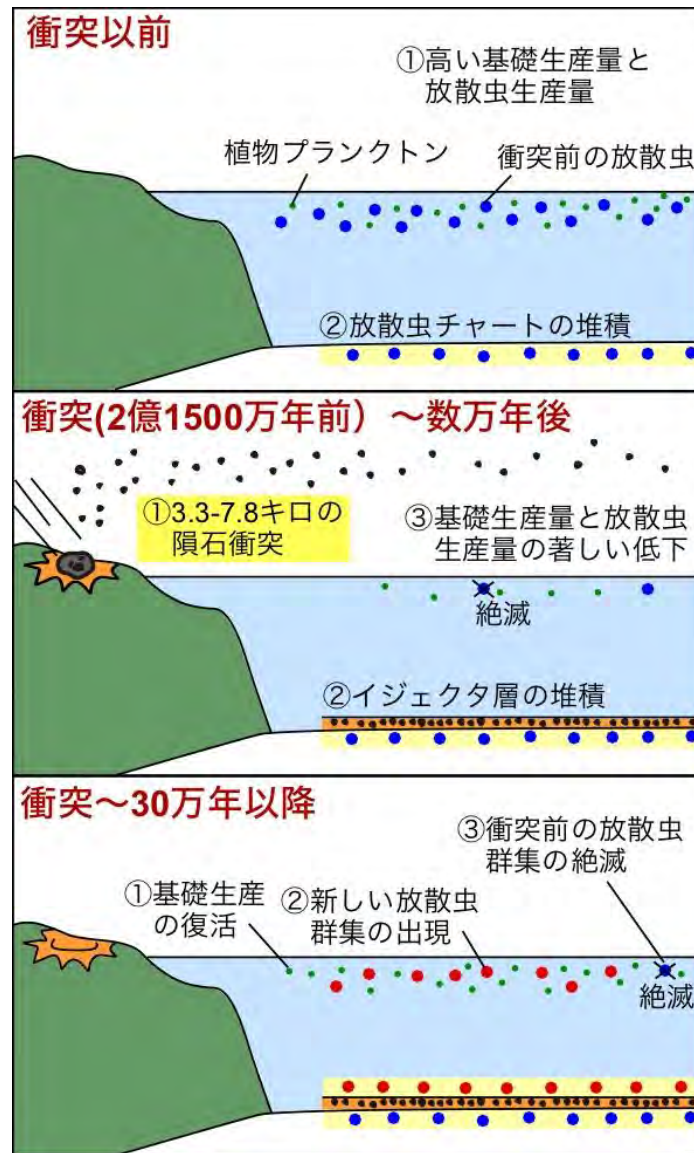 衝突以前
①高い基礎生産量と
放散虫生産量
植物プランクトン
衝突前の放散虫
②放散虫チャートの堆積
衝突(2億1500万年前）～数万年後
①3.3-7.8キロの
隕石衝突
③基礎生産量と放散虫
生産量の著しい低下
絶滅
②イジェクタ層の堆積
衝突～30万年以降
③衝突前の放散虫
群集の絶滅
①基礎生産
の復活
②新しい放散虫
群集の出現
絶滅